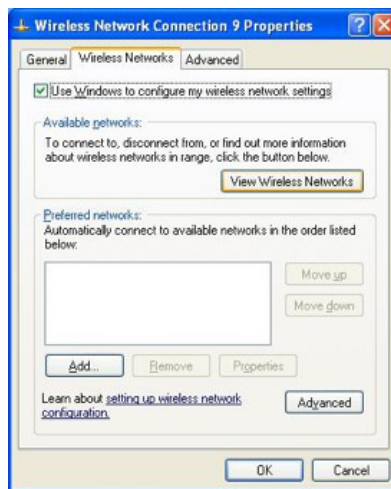 Wireless Network Connection 9 Properties
General Wireless Networks Advanced
Use Windows to configure my wireless network settings
Available networks:
To connect to, disconnect from, or find out more information
about wireless networks in range, click the button below.
View Wireless Networks
Preferred networks:
Automatically connect to available networks in the order listed
below:
Move up
Move down
Add... Remove Properties
Learn about setting up wireless network
configuration.
Advanced
OK Cancel